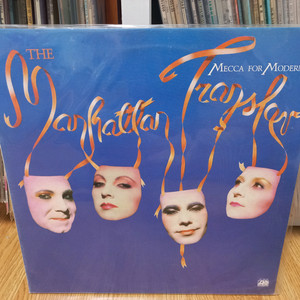 THE
Manhattan
Transfer
MECCA FOR MODERN